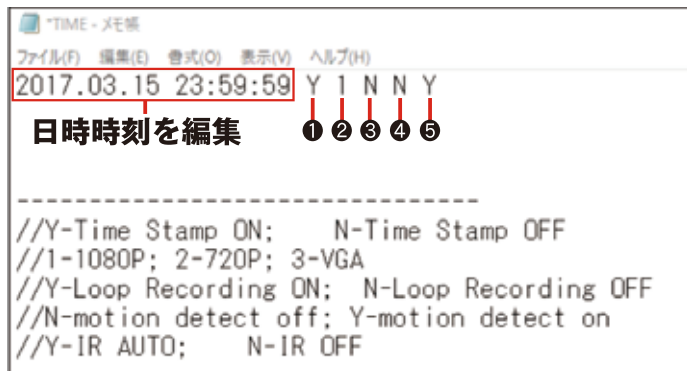 *TIME - メモ帳
ファイル(F) 編集(E) 書式(O) 表示(V) ヘルプ(H)
2017.03.15 23:59:59 Y 1 N N Y
日時時刻を編集 ❶ ❷ ❸ ❹ ❺
--------------------------------
//Y-Time Stamp ON; N-Time Stamp OFF
//1-1080P; 2-720P; 3-VGA
//Y-Loop Recording ON; N-Loop Recording OFF
//N-motion detect off; Y-motion detect on
//Y-IR AUTO; N-IR OFF